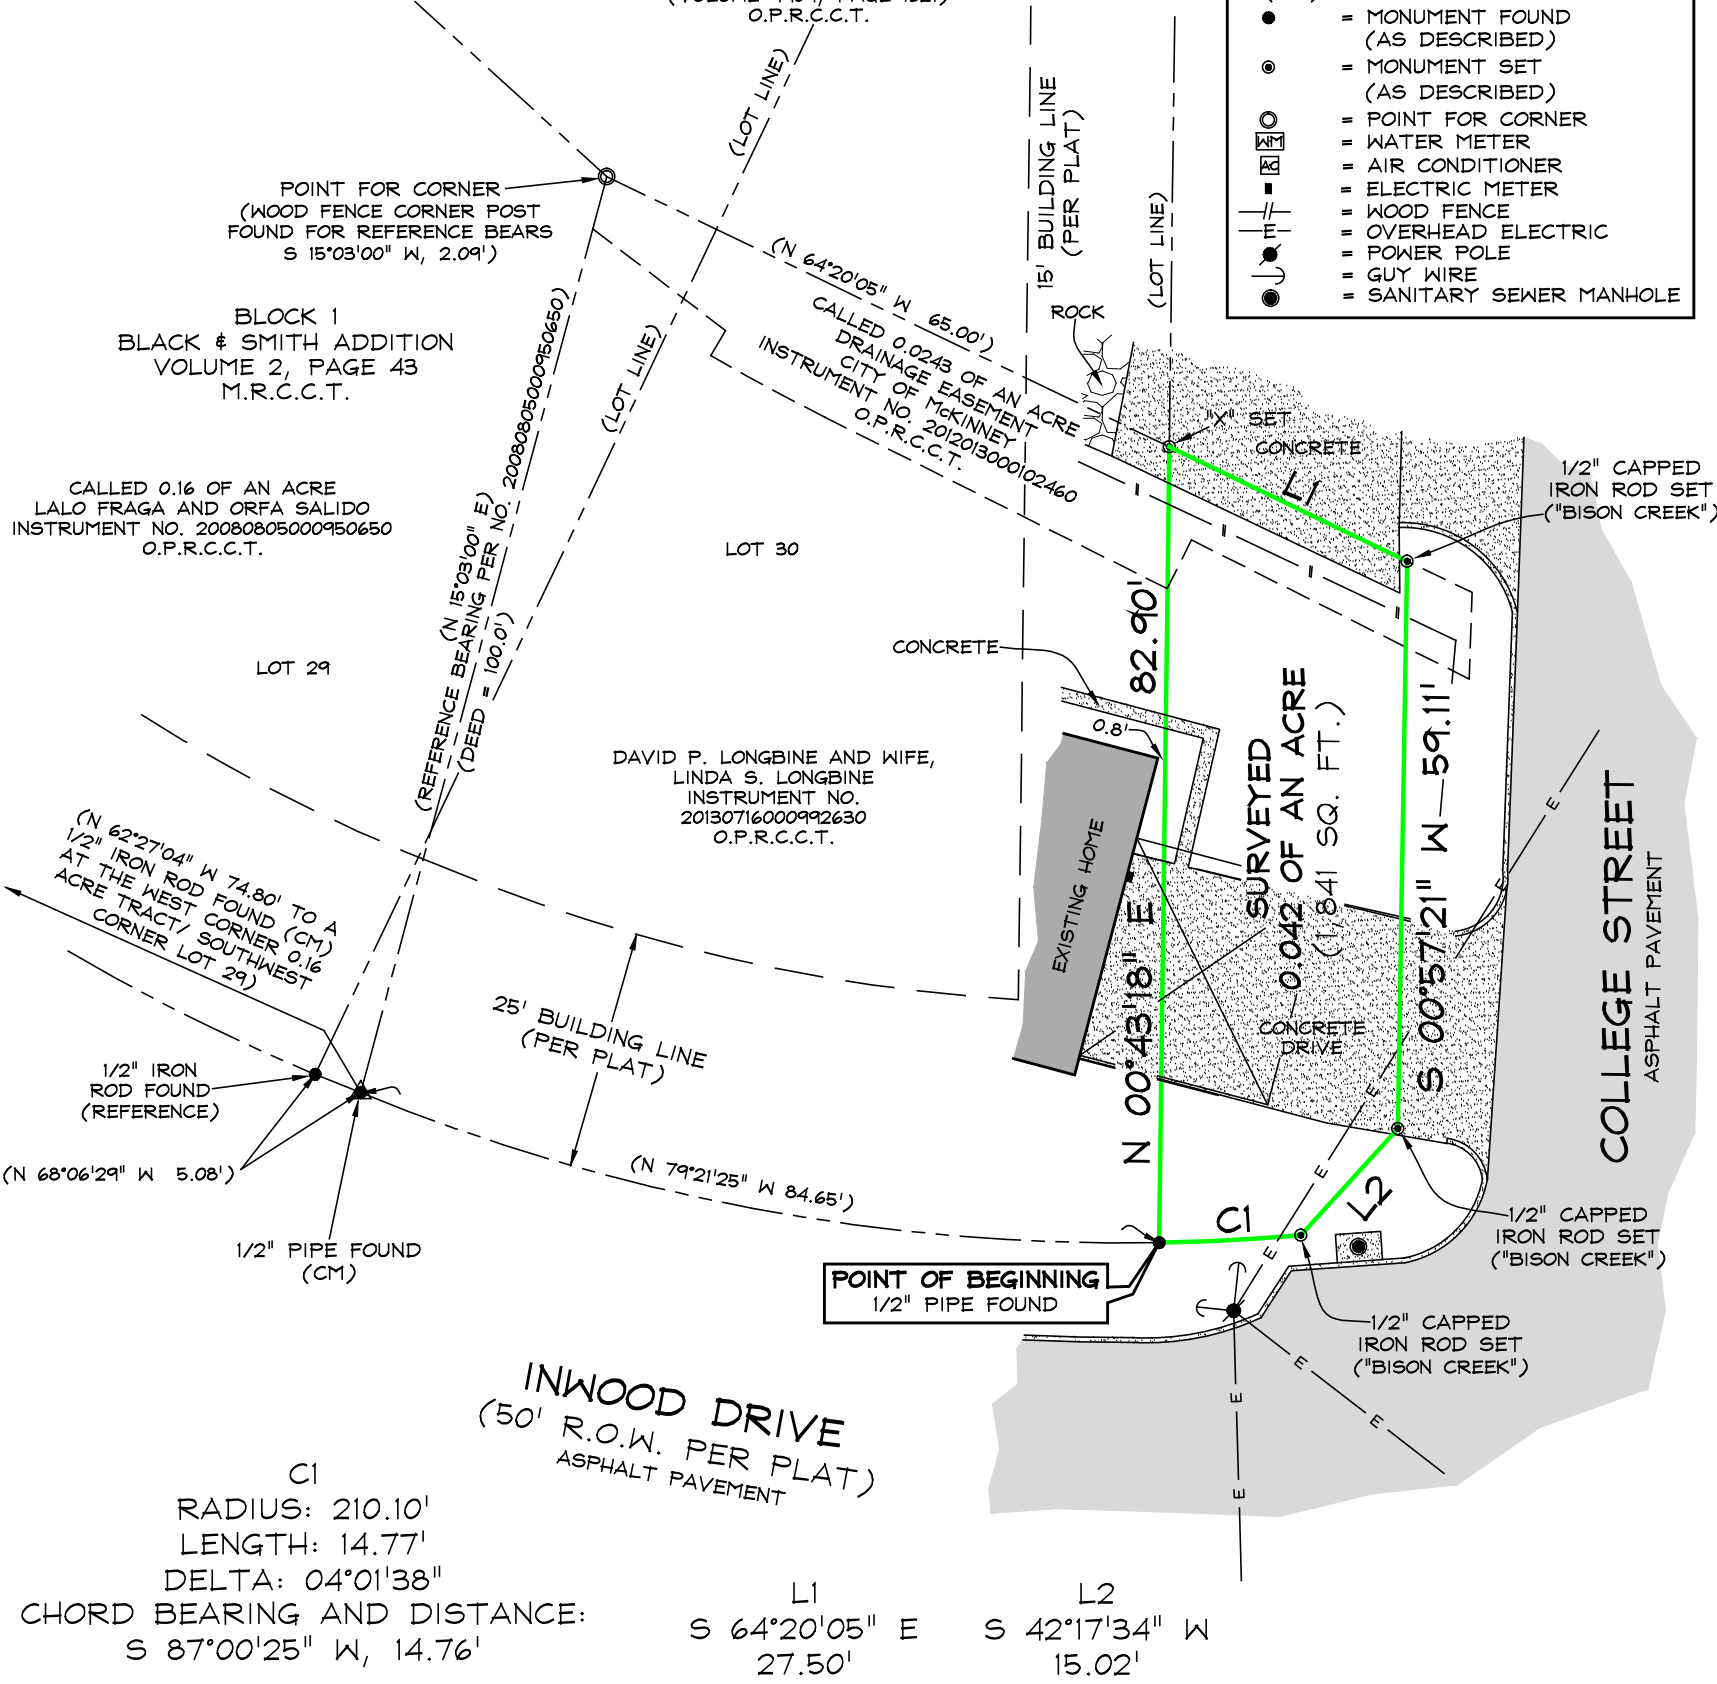 O.P.R.C.C.T.
= MONUMENT FOUND
(AS DESCRIBED)
= MONUMENT SET
(AS DESCRIBED)
= POINT FOR CORNER
WM = WATER METER
AC = AIR CONDITIONER
= ELECTRIC METER
= WOOD FENCE
E = OVERHEAD ELECTRIC
= POWER POLE
= GUY WIRE
= SANITARY SEWER MANHOLE
(LOT LINE)
15' BUILDING LINE
(PER PLAT)
(LOT LINE)
POINT FOR CORNER
(WOOD FENCE CORNER POST
FOUND FOR REFERENCE BEARS
S 15°03'00" W, 2.09')
(N 64°20'05" W 65.00')
CALLED 0.0243 OF AN ACRE
DRAINAGE EASEMENT
CITY OF McKINNEY
INSTRUMENT NO. 20120130000102460
O.P.R.C.C.T.
ROCK
BLOCK 1
BLACK & SMITH ADDITION
VOLUME 2, PAGE 43
M.R.C.C.T.
(LOT LINE)
"X" SET
CONCRETE
L1
1/2" CAPPED
IRON ROD SET
("BISON CREEK")
CALLED 0.16 OF AN ACRE
LALO FRAGA AND ORFA SALIDO
INSTRUMENT NO. 20080805000950650
O.P.R.C.C.T.
(N 15°03'00" E)
(REFERENCE BEARING PER NO. 20080805000950650)
(DEED = 100.0')
LOT 30
LOT 29
CONCRETE
0.8'
N 00°43'18" E 82.90'
SURVEYED
0.042 OF AN ACRE
(1,841 SQ. FT.)
S 00°57'21" W 59.11'
COLLEGE STREET
ASPHALT PAVEMENT
DAVID P. LONGBINE AND WIFE,
LINDA S. LONGBINE
INSTRUMENT NO.
20130716000992630
O.P.R.C.C.T.
EXISTING HOME
(N 62°27'04" W 74.80' TO A
1/2" IRON ROD FOUND (CM)
AT THE WEST CORNER 0.16
ACRE TRACT/ SOUTHWEST
CORNER LOT 29)
25' BUILDING LINE
(PER PLAT)
CONCRETE
DRIVE
1/2" IRON
ROD FOUND
(REFERENCE)
(N 68°06'29" W 5.08')
(N 79°21'25" W 84.65')
C1
L2
E
E
E
E
E
E
E
E
E
1/2" PIPE FOUND
(CM)
POINT OF BEGINNING
1/2" PIPE FOUND
1/2" CAPPED
IRON ROD SET
("BISON CREEK")
1/2" CAPPED
IRON ROD SET
("BISON CREEK")
INWOOD DRIVE
(50' R.O.W. PER PLAT)
ASPHALT PAVEMENT
C1
RADIUS: 210.10'
LENGTH: 14.77'
DELTA: 04°01'38"
CHORD BEARING AND DISTANCE:
S 87°00'25" W, 14.76'
L1
S 64°20'05" E
27.50'
L2
S 42°17'34" W
15.02'